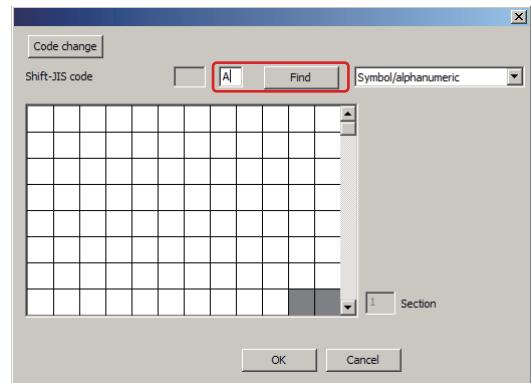 Code change
Shift-JIS code A Find Symbol/alphanumeric
1 Section
OK Cancel